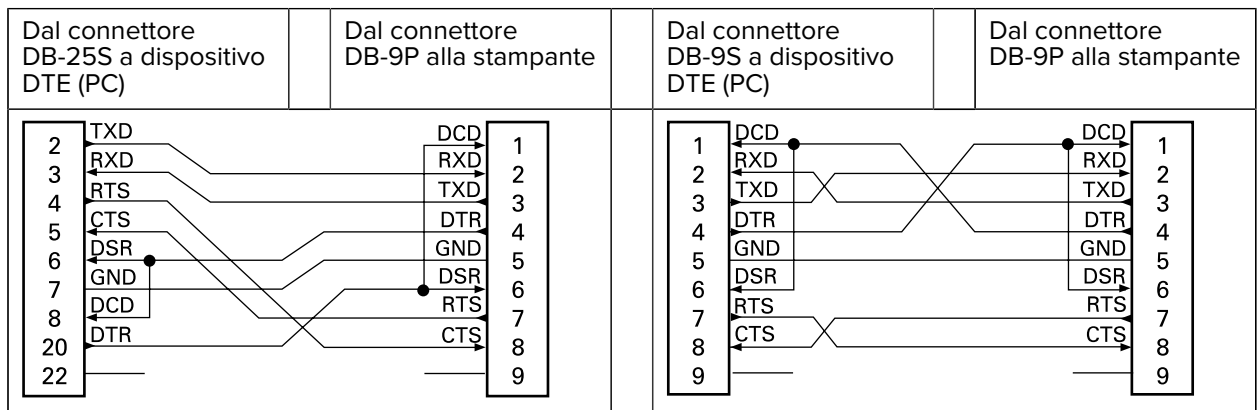 Dal connettore
DB-25S a dispositivo
DTE (PC)
Dal connettore
DB-9P alla stampante
Dal connettore
DB-9S a dispositivo
DTE (PC)
Dal connettore
DB-9P alla stampante
2 TXD
3 RXD
4 RTS
5 CTS
6 DSR
7 GND
8 DCD
20 DTR
22
DCD 1
RXD 2
TXD 3
DTR 4
GND 5
DSR 6
RTS 7
CTS 8
9
1 DCD
2 RXD
3 TXD
4 DTR
5 GND
6 DSR
7 RTS
8 CTS
9
DCD 1
RXD 2
TXD 3
DTR 4
GND 5
DSR 6
RTS 7
CTS 8
9